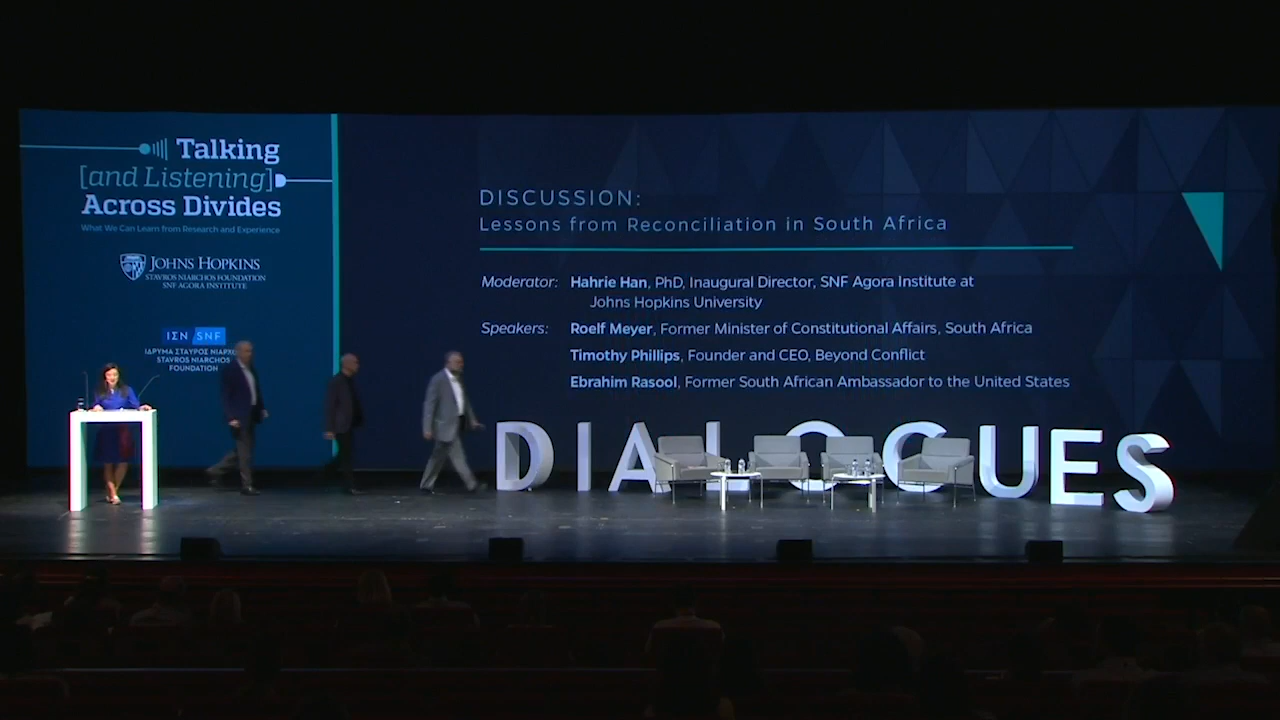 Talking
[and Listening]
Across Divides
What We Can Learn from Research and Experience
JOHNS HOPKINS
STAVROS NIARCHOS FOUNDATION
SNF AGORA INSTITUTE
ΙΣΝ SNF
ΙΔΡΥΜΑ ΣΤΑΥΡΟΣ
STAVROS NIARCHOS
FOUNDATION
DISCUSSION:
Lessons from Reconciliation in South Africa
Moderator: Hahrie Han, PhD, Inaugural Director, SNF Agora Institute at
Johns Hopkins University
Speakers: Roelf Meyer, Former Minister of Constitutional Affairs, South Africa
Timothy Phillips, Founder and CEO, Beyond Conflict
Ebrahim Rasool, Former South African Ambassador to the United States
DIALOGUES